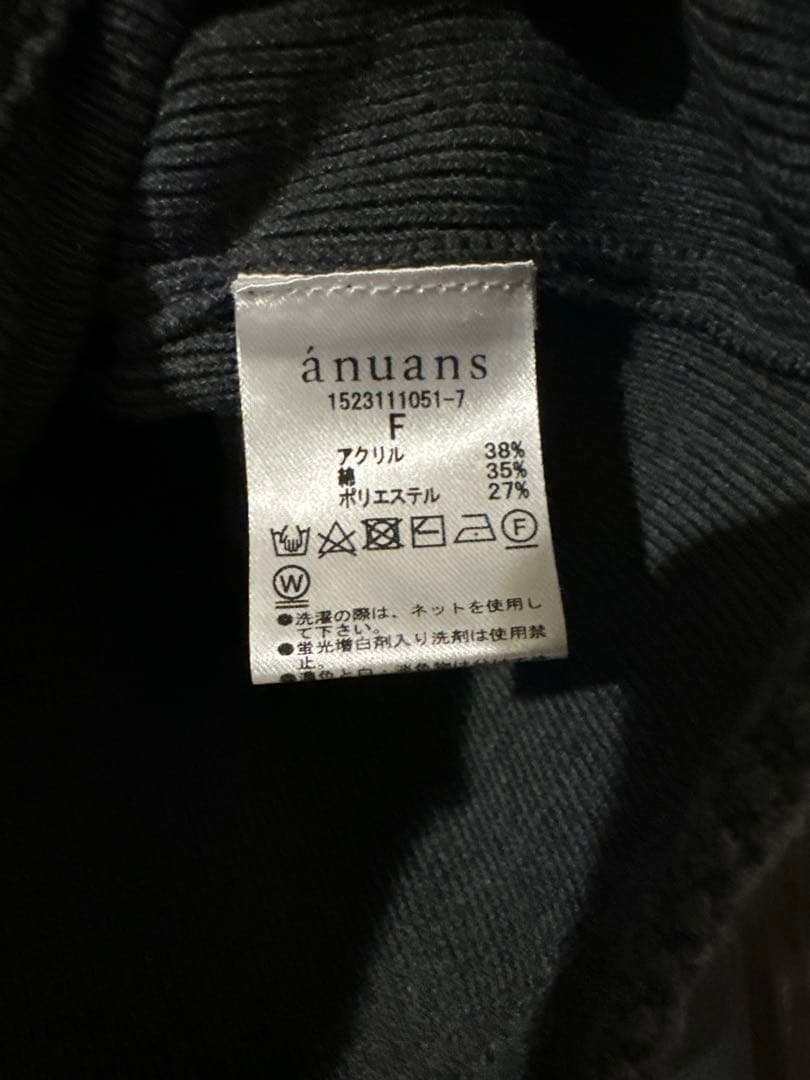 ánuans
1523111051-7
F
アクリル 38%
綿 35%
ポリエステル 27%
F
W
●洗濯の際は、ネットを使用し
て下さい。
●蛍光増白剤入り洗剤は使用禁
止。